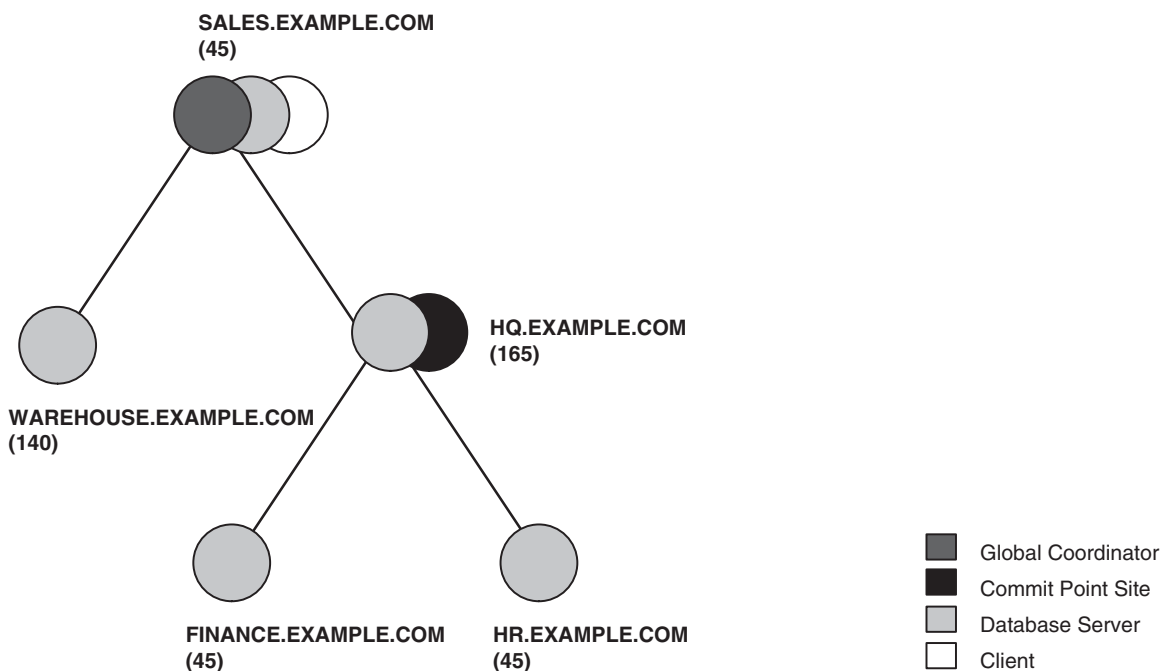 SALES.EXAMPLE.COM
(45)
HQ.EXAMPLE.COM
(165)
WAREHOUSE.EXAMPLE.COM
(140)
FINANCE.EXAMPLE.COM
(45)
HR.EXAMPLE.COM
(45)
Global Coordinator
Commit Point Site
Database Server
Client